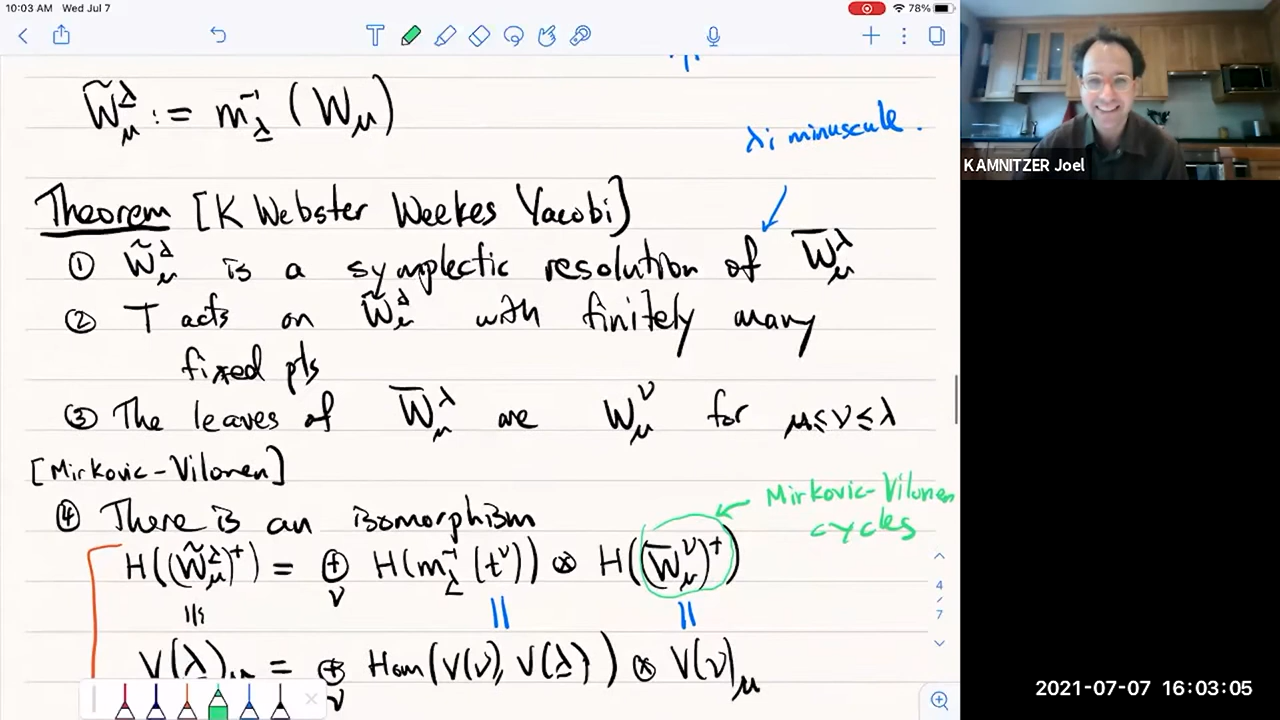 10:03 AM Wed Jul 7
78%
W̃^λ_μ := m_λ^{-1} (W_μ)
λi minuscule.
Theorem [K Webster Weekes Yacobi]
① W̃^λ_μ is a symplectic resolution of W̅^λ_μ
② T acts on W̃^λ_μ with finitely many
fixed pts
③ The leaves of W̅^λ_μ are W^ν_μ for μ≤ν≤λ
[Mirkovic-Vilonen]
④ There is an isomorphism
Mirkovic-Vilonen
cycles
H((W̃^λ_μ)^+) = ⊕_ν H(m_λ^{-1}(t^ν)) ⊗ H((W̅^ν_μ)^+)
V(λ)_μ = ⊕_ν Hom(V(ν), V(λ)) ⊗ V(ν)_μ
4
/
7
KAMNITZER Joel
2021-07-07 16:03:05